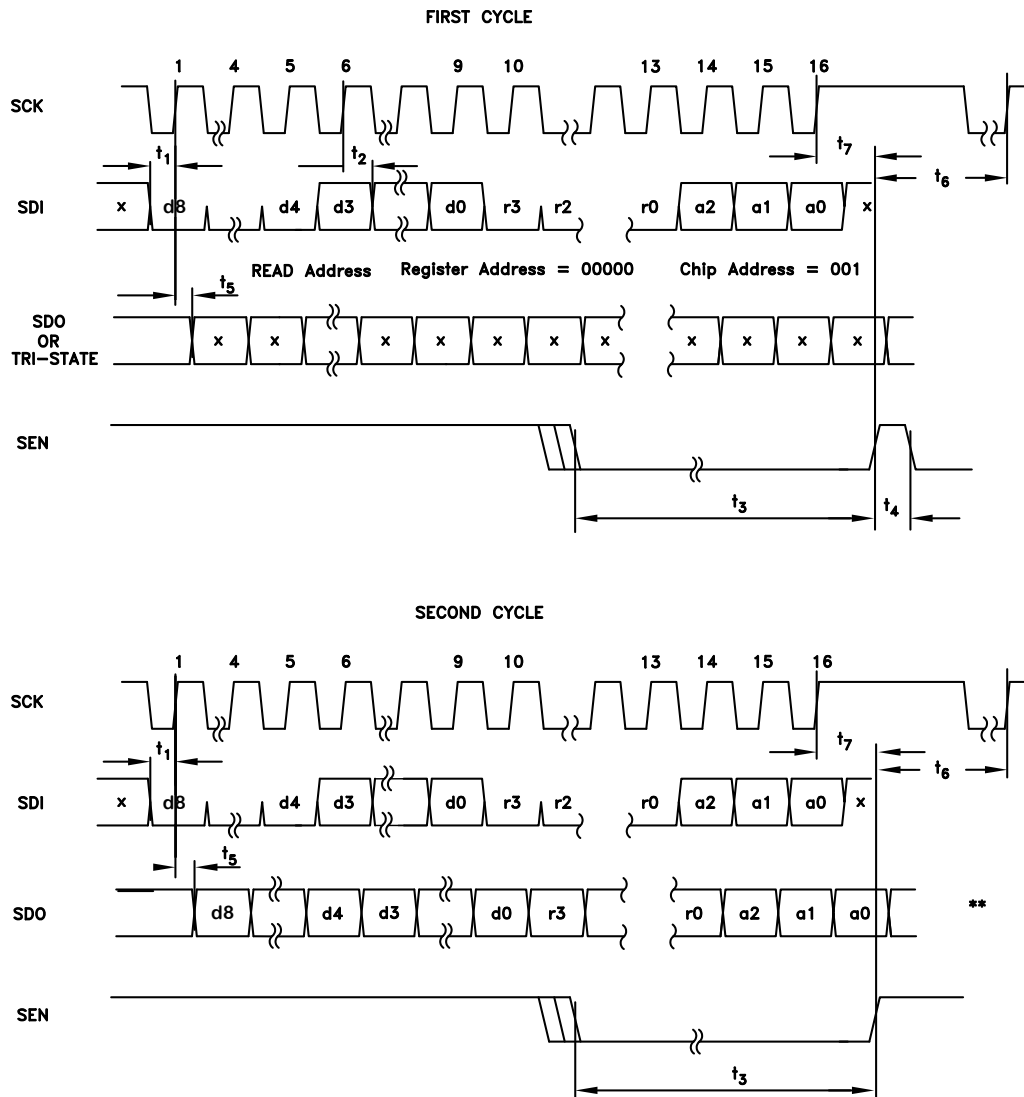 FIRST CYCLE
1 4 5 6 9 10 13 14 15 16
SCK
t1 t2 t7 t6
SDI x d8 d4 d3 d0 r3 r2 r0 a2 a1 a0 x
READ Address Register Address = 00000 Chip Address = 001
t5
SDO
OR
TRI-STATE
x x x x x x x x x x x
SEN
t3 t4
SECOND CYCLE
1 4 5 6 9 10 13 14 15 16
SCK
t1 t7 t6
SDI x d8 d4 d3 d0 r3 r2 r0 a2 a1 a0 x
t5
SDO d8 d4 d3 d0 r3 r0 a2 a1 a0 **
SEN
t3